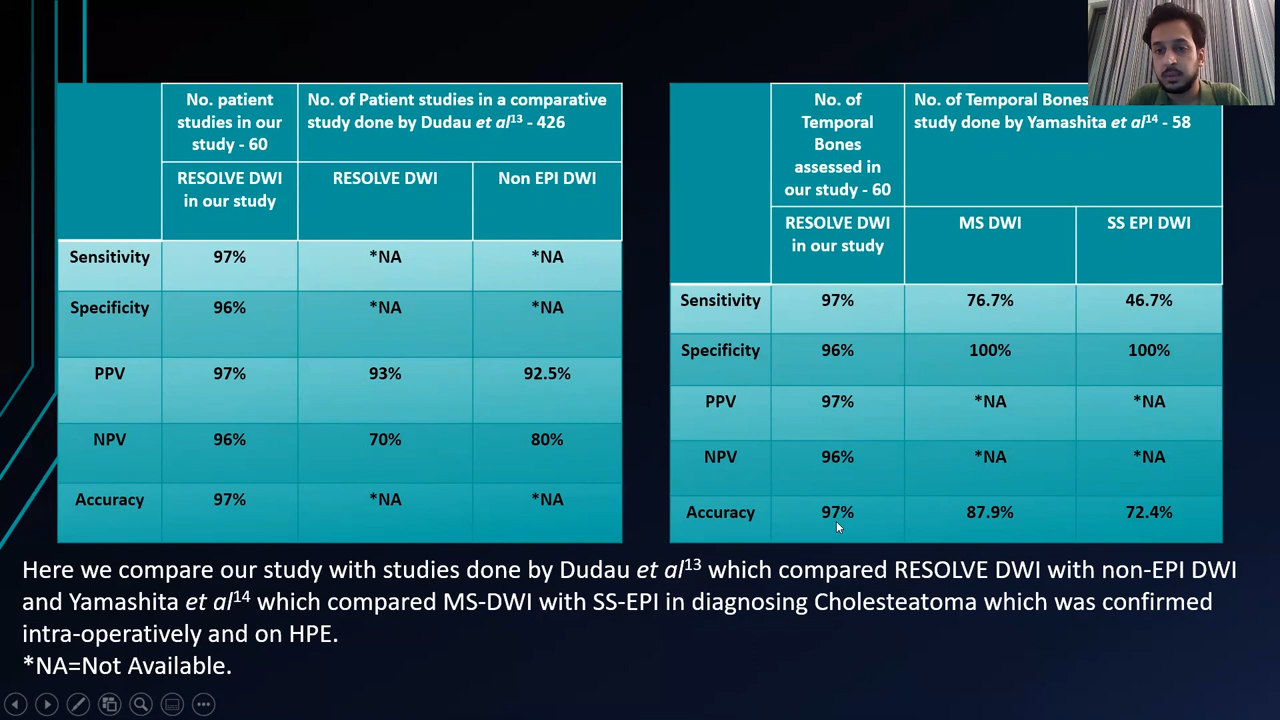 No. patient
studies in our
study - 60
No. of Patient studies in a comparative
study done by Dudau et al13 - 426
RESOLVE DWI
in our study
RESOLVE DWI
Non EPI DWI
Sensitivity 97% *NA *NA
Specificity 96% *NA *NA
PPV 97% 93% 92.5%
NPV 96% 70% 80%
Accuracy 97% *NA *NA
No. of
Temporal
Bones
assessed in
our study - 60
No. of Temporal Bones
study done by Yamashita et al14 - 58
RESOLVE DWI
in our study
MS DWI
SS EPI DWI
Sensitivity 97% 76.7% 46.7%
Specificity 96% 100% 100%
PPV 97% *NA *NA
NPV 96% *NA *NA
Accuracy 97% 87.9% 72.4%
Here we compare our study with studies done by Dudau et al13 which compared RESOLVE DWI with non-EPI DWI
and Yamashita et al14 which compared MS-DWI with SS-EPI in diagnosing Cholesteatoma which was confirmed
intra-operatively and on HPE.
*NA=Not Available.